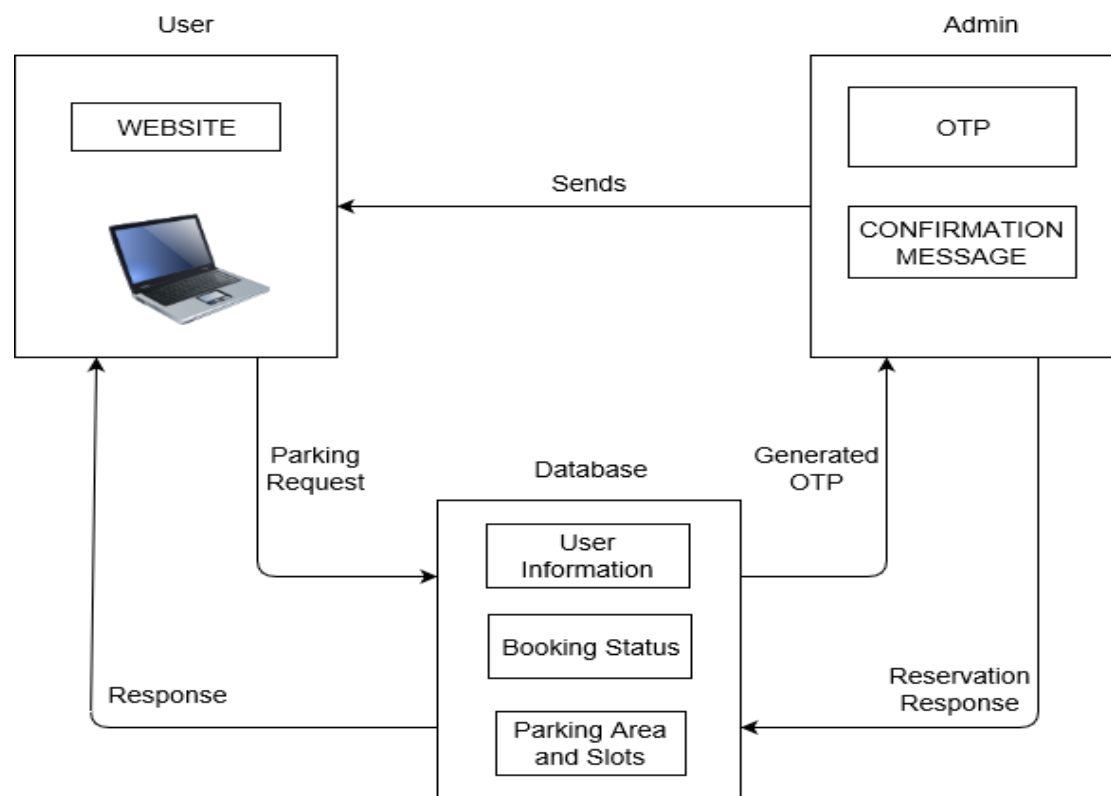 User
Admin
WEBSITE
OTP
Sends
CONFIRMATION
MESSAGE
Parking
Request
Database
Generated
OTP
User
Information
Booking Status
Response
Reservation
Response
Parking Area
and Slots